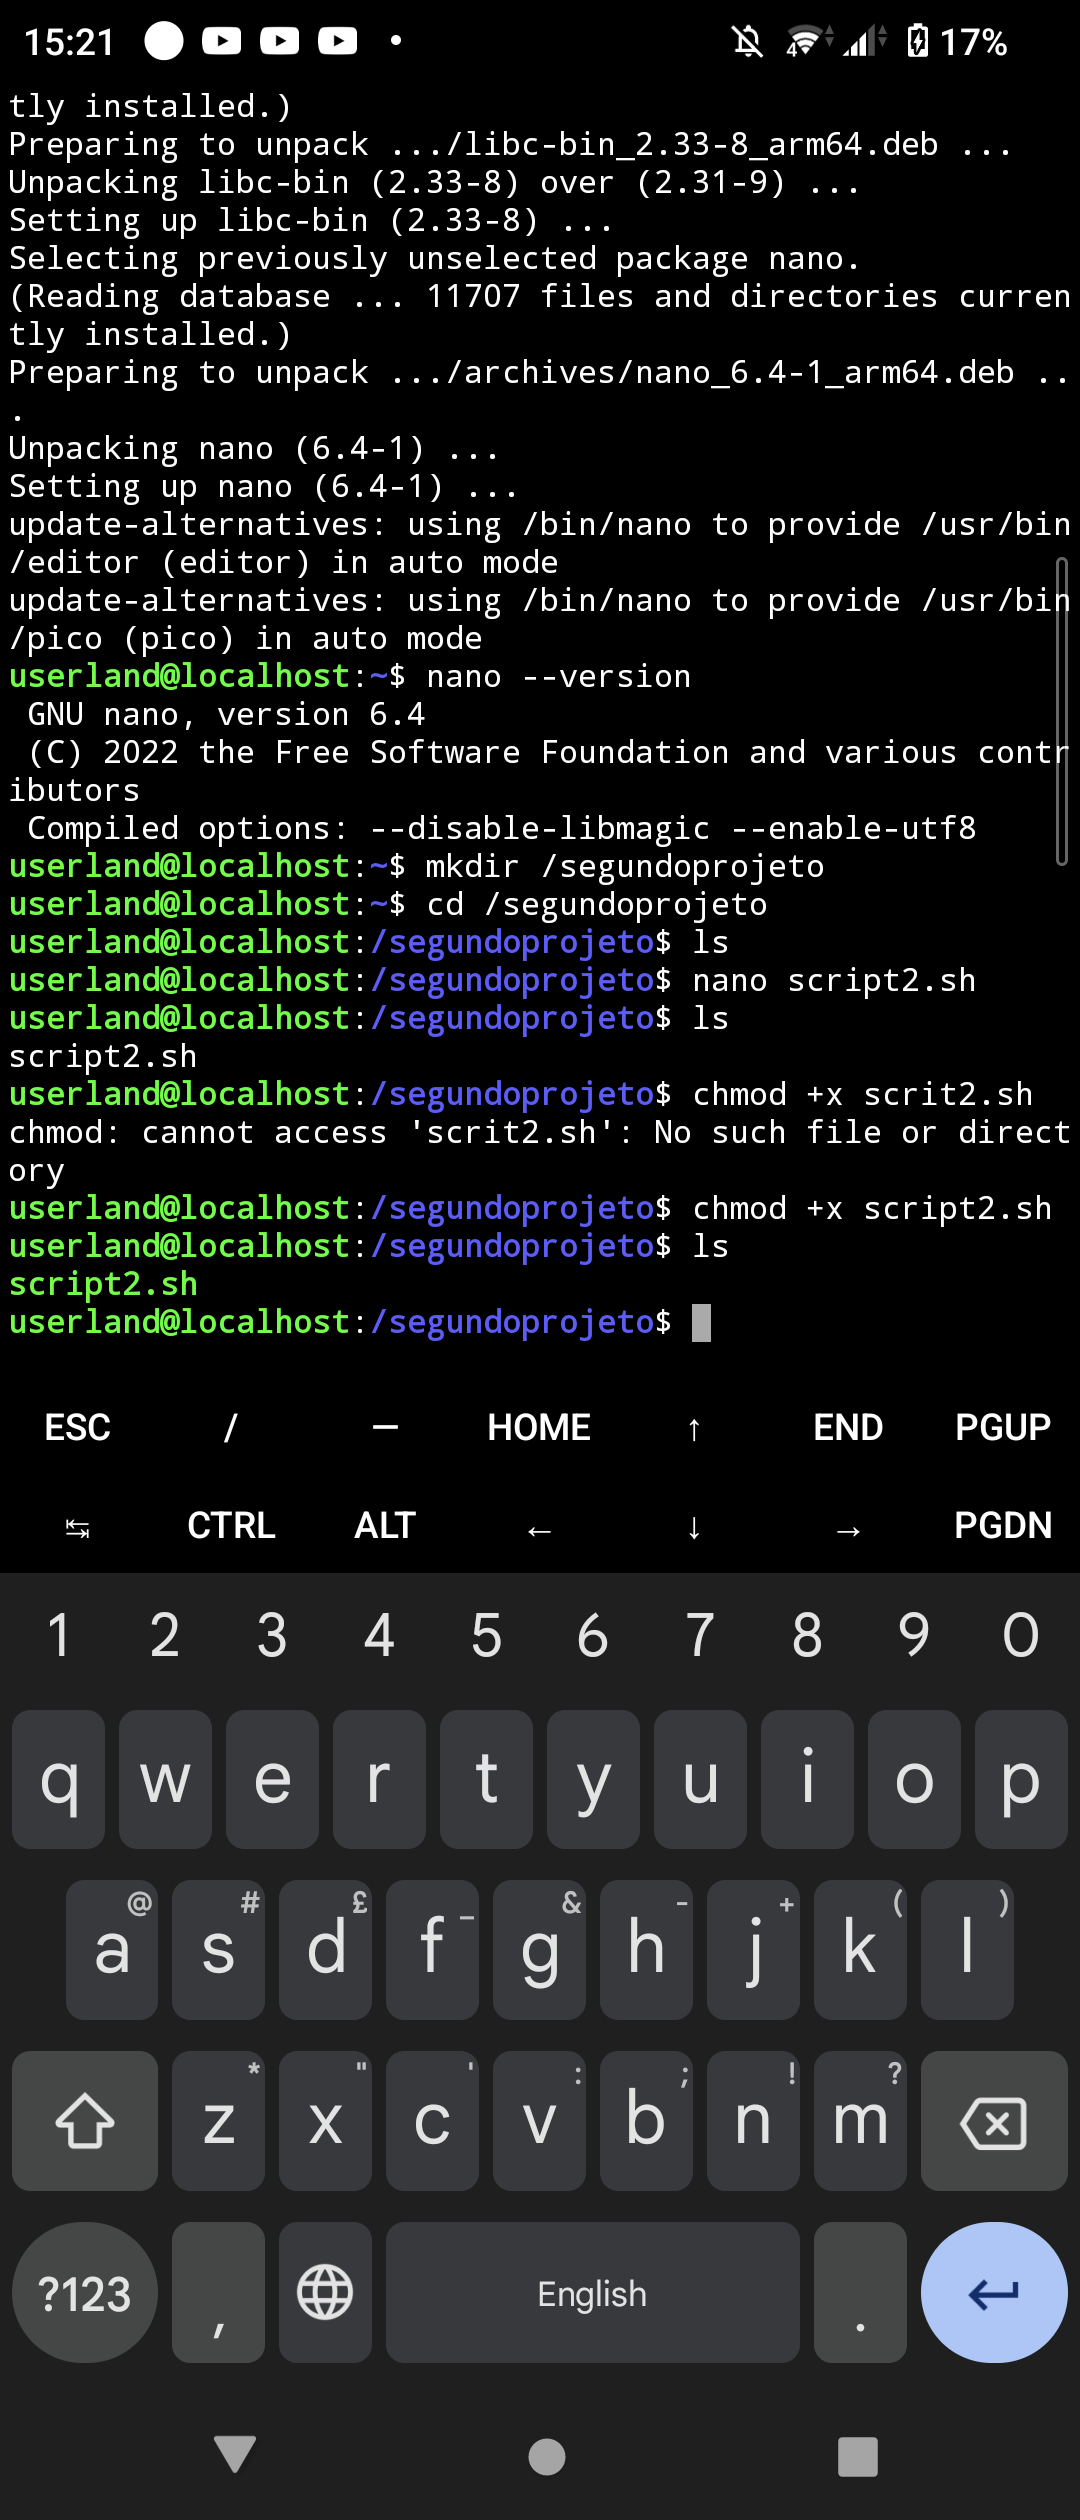 15:21
4
17%
tly installed.)
Preparing to unpack .../libc-bin_2.33-8_arm64.deb ...
Unpacking libc-bin (2.33-8) over (2.31-9) ...
Setting up libc-bin (2.33-8) ...
Selecting previously unselected package nano.
(Reading database ... 11707 files and directories curren
tly installed.)
Preparing to unpack .../archives/nano_6.4-1_arm64.deb ..
.
Unpacking nano (6.4-1) ...
Setting up nano (6.4-1) ...
update-alternatives: using /bin/nano to provide /usr/bin
/editor (editor) in auto mode
update-alternatives: using /bin/nano to provide /usr/bin
/pico (pico) in auto mode
userland@localhost:~$ nano --version
 GNU nano, version 6.4
 (C) 2022 the Free Software Foundation and various contr
ibutors
 Compiled options: --disable-libmagic --enable-utf8
userland@localhost:~$ mkdir /segundoprojeto
userland@localhost:~$ cd /segundoprojeto
userland@localhost:/segundoprojeto$ ls
userland@localhost:/segundoprojeto$ nano script2.sh
userland@localhost:/segundoprojeto$ ls
script2.sh
userland@localhost:/segundoprojeto$ chmod +x scrit2.sh
chmod: cannot access 'scrit2.sh': No such file or direct
ory
userland@localhost:/segundoprojeto$ chmod +x script2.sh
userland@localhost:/segundoprojeto$ ls
script2.sh
userland@localhost:/segundoprojeto$
ESC / — HOME ↑ END PGUP
↹ CTRL ALT ← ↓ → PGDN
1 2 3 4 5 6 7 8 9 0
q w e r t y u i o p
@ # £ _ & - + ( )
a s d f g h j k l
* " ' : ; ! ?
z x c v b n m
?123 , English .